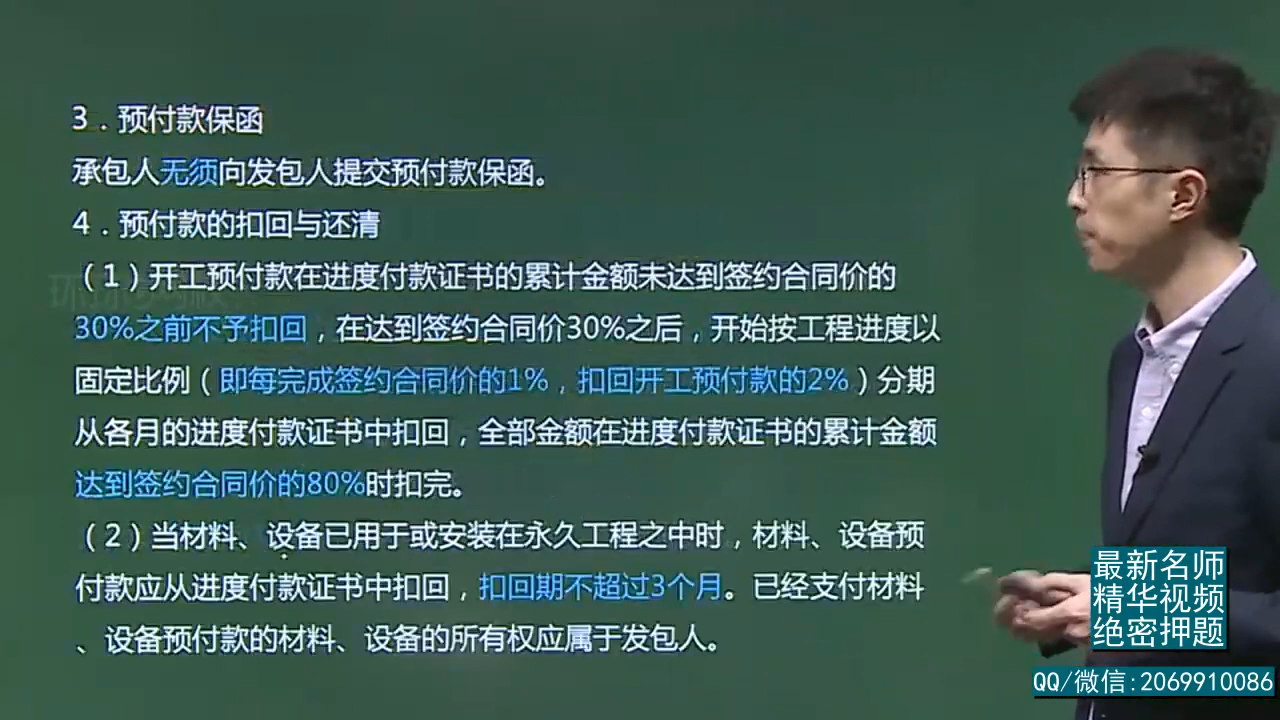 3．预付款保函
承包人无须向发包人提交预付款保函。
4．预付款的扣回与还清
（1）开工预付款在进度付款证书的累计金额未达到签约合同价的
30%之前不予扣回，在达到签约合同价30%之后，开始按工程进度以
固定比例（即每完成签约合同价的1%，扣回开工预付款的2%）分期
从各月的进度付款证书中扣回，全部金额在进度付款证书的累计金额
达到签约合同价的80%时扣完。
（2）当材料、设备已用于或安装在永久工程之中时，材料、设备预
付款应从进度付款证书中扣回，扣回期不超过3个月。已经支付材料
、设备预付款的材料、设备的所有权应属于发包人。
最新名师
精华视频
绝密押题
QQ/微信:2069910086